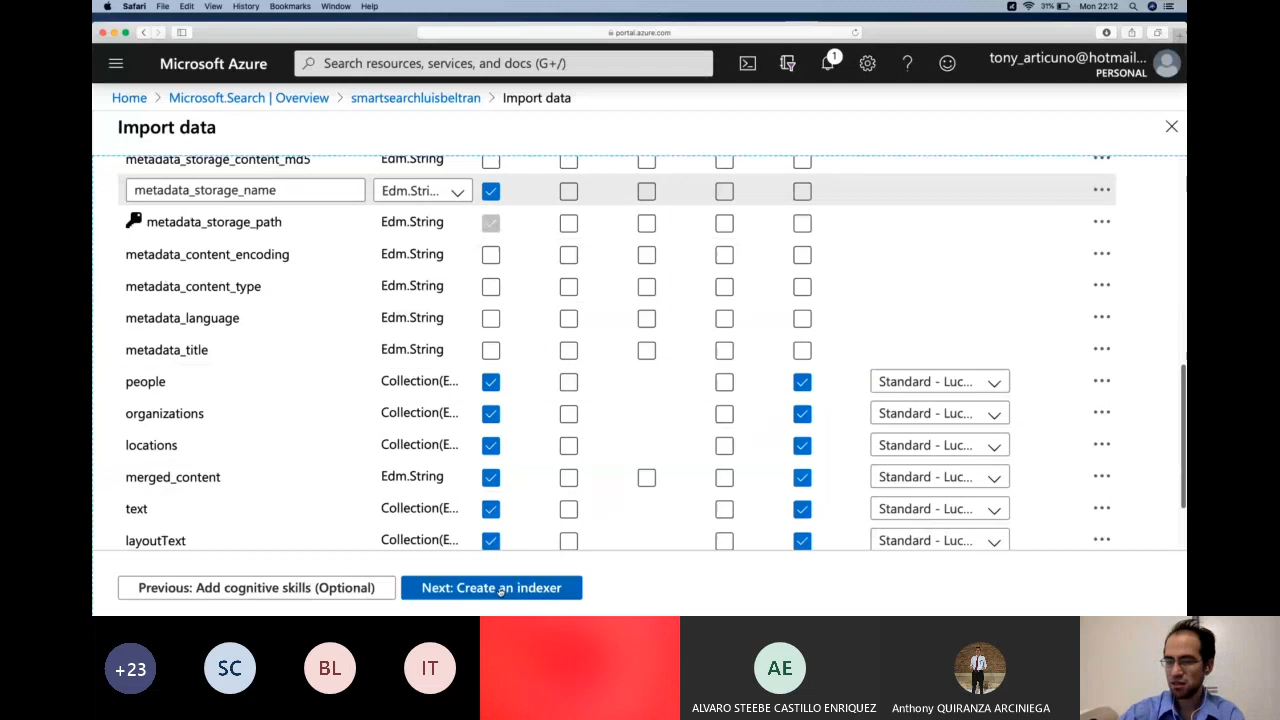 Safari File Edit View History Bookmarks Window Help 31% Mon 22:12
portal.azure.com
Microsoft Azure Search resources, services, and docs (G+/) 1 tony_articuno@hotmail...
PERSONAL
Home > Microsoft.Search | Overview > smartsearchluisbeltran > Import data
Import data
metadata_storage_content_md5 Edm.String
metadata_storage_name Edm.Stri...
metadata_storage_path Edm.String
metadata_content_encoding Edm.String
metadata_content_type Edm.String
metadata_language Edm.String
metadata_title Edm.String
people Collection(E... Standard - Luc...
organizations Collection(E... Standard - Luc...
locations Collection(E... Standard - Luc...
merged_content Edm.String Standard - Luc...
text Collection(E... Standard - Luc...
layoutText Collection(E... Standard - Luc...
Previous: Add cognitive skills (Optional) Next: Create an indexer
+23 SC BL IT AE
ALVARO STEEBE CASTILLO ENRIQUEZ Anthony QUIRANZA ARCINIEGA